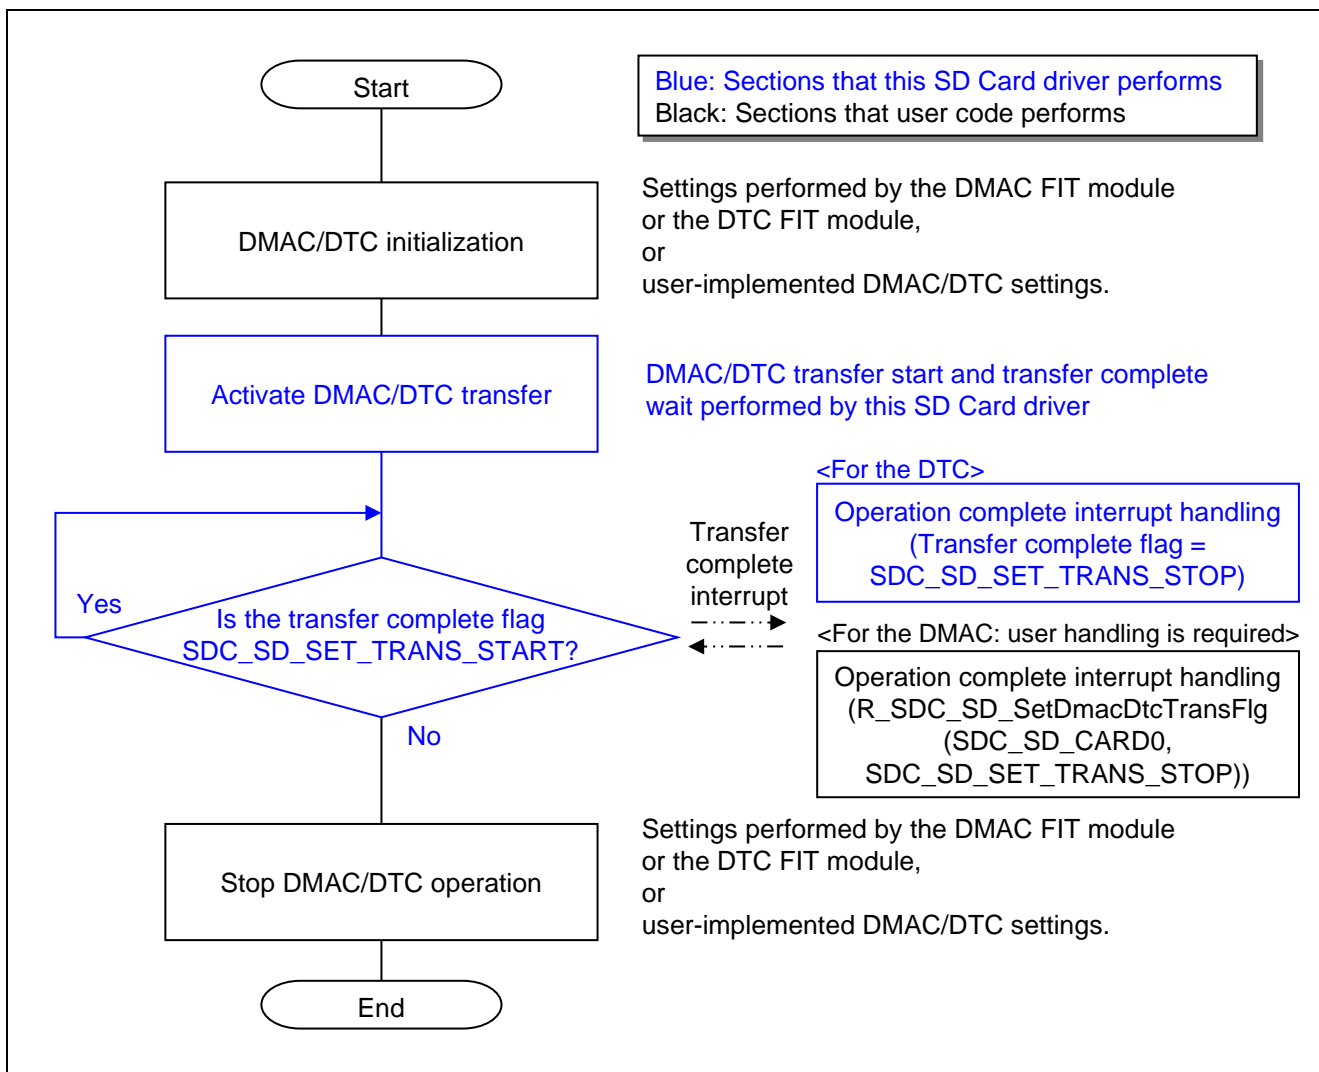 Start
Blue: Sections that this SD Card driver performs
Black: Sections that user code performs
DMAC/DTC initialization
Settings performed by the DMAC FIT module
or the DTC FIT module,
or
user-implemented DMAC/DTC settings.
Activate DMAC/DTC transfer
DMAC/DTC transfer start and transfer complete
wait performed by this SD Card driver
<For the DTC>
Operation complete interrupt handling
(Transfer complete flag =
SDC_SD_SET_TRANS_STOP)
Transfer
complete
interrupt
Yes
Is the transfer complete flag
SDC_SD_SET_TRANS_START?
<For the DMAC: user handling is required>
Operation complete interrupt handling
(R_SDC_SD_SetDmacDtcTransFlg
(SDC_SD_CARD0,
SDC_SD_SET_TRANS_STOP))
No
Stop DMAC/DTC operation
Settings performed by the DMAC FIT module
or the DTC FIT module,
or
user-implemented DMAC/DTC settings.
End